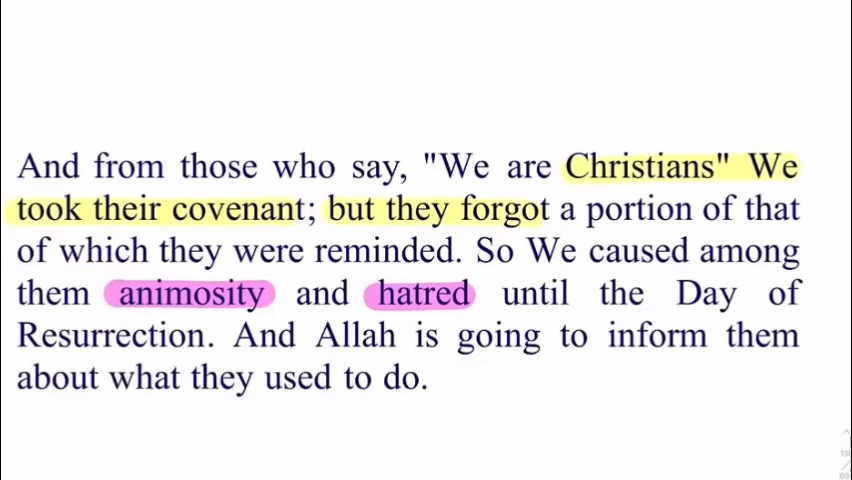 And from those who say, "We are Christians" We
took their covenant; but they forgot a portion of that
of which they were reminded. So We caused among
them animosity and hatred until the Day of
Resurrection. And Allah is going to inform them
about what they used to do.